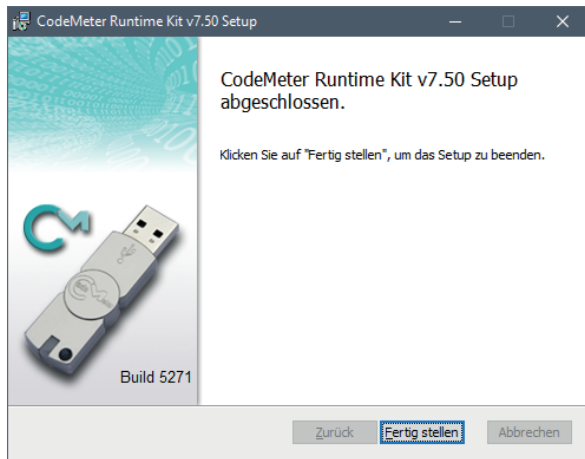 CodeMeter Runtime Kit v7.50 Setup
CodeMeter Runtime Kit v7.50 Setup
abgeschlossen.
Klicken Sie auf "Fertig stellen", um das Setup zu beenden.
CM
Build 5271
Zurück Fertig stellen Abbrechen